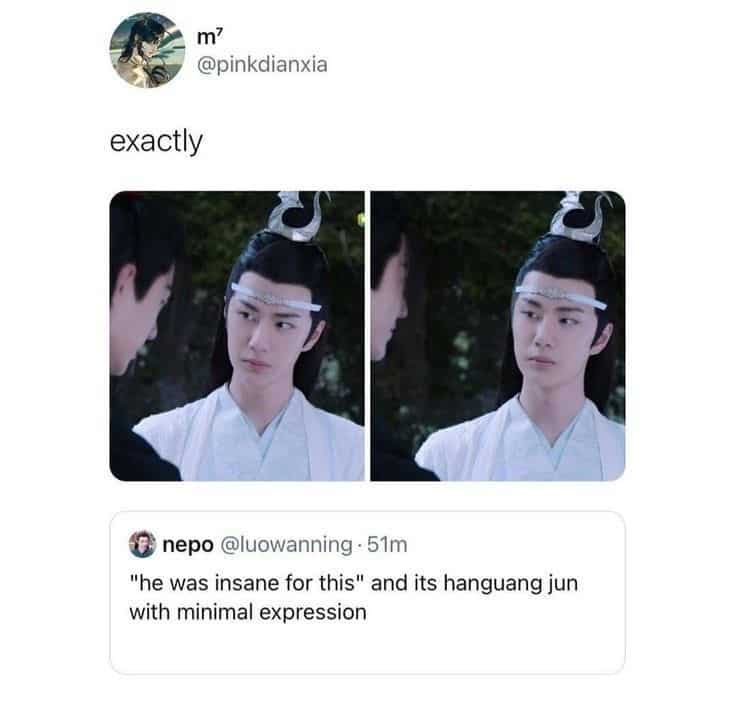 m⁷
@pinkdianxia
exactly
nepo @luowanning · 51m
"he was insane for this" and its hanguang jun
with minimal expression